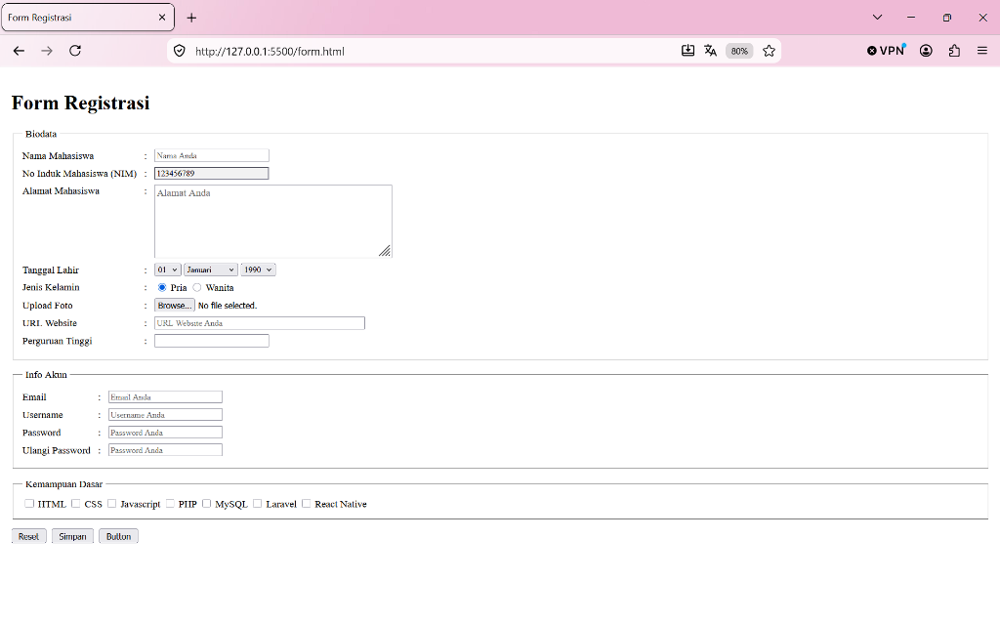 Form Registrasi
http://127.0.0.1:5500/form.html
80%
VPN
Form Registrasi
Biodata
Nama Mahasiswa : Nama Anda
No Induk Mahasiswa (NIM) : 123456789
Alamat Mahasiswa : Alamat Anda
Tanggal Lahir : 01 Januari 1990
Jenis Kelamin : Pria Wanita
Upload Foto : Browse... No file selected.
URL Website : URL Website Anda
Perguruan Tinggi :
Info Akun
Email : Email Anda
Username : Username Anda
Password : Password Anda
Ulangi Password : Password Anda
Kemampuan Dasar
HTML CSS Javascript PHP MySQL Laravel React Native
Reset Simpan Button